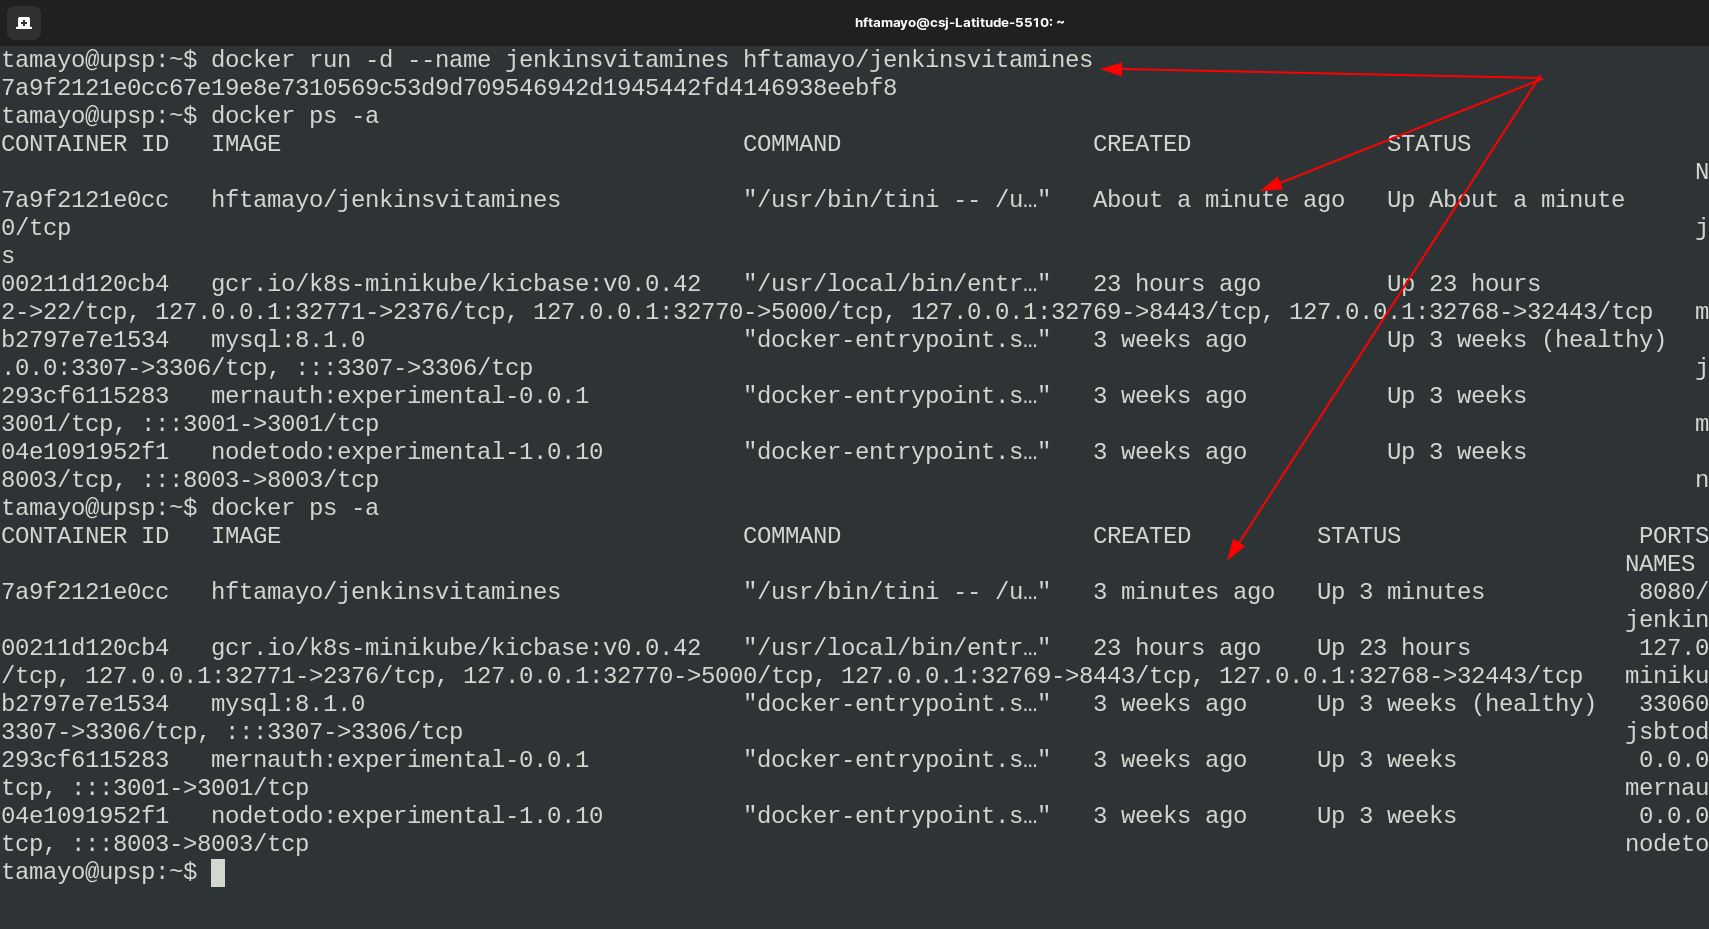 hftamayo@csj-Latitude-5510: ~
tamayo@upsp:~$ docker run -d --name jenkinsvitamines hftamayo/jenkinsvitamines
7a9f2121e0cc67e19e8e7310569c53d9d709546942d1945442fd4146938eebf8
tamayo@upsp:~$ docker ps -a
CONTAINER ID   IMAGE                                 COMMAND                  CREATED              STATUS
N
7a9f2121e0cc   hftamayo/jenkinsvitamines             "/usr/bin/tini -- /u…"   About a minute ago   Up About a minute
0/tcp                                                                                                                    j
s
00211d120cb4   gcr.io/k8s-minikube/kicbase:v0.0.42   "/usr/local/bin/entr…"   23 hours ago         Up 23 hours
2->22/tcp, 127.0.0.1:32771->2376/tcp, 127.0.0.1:32770->5000/tcp, 127.0.0.1:32769->8443/tcp, 127.0.0.1:32768->32443/tcp   m
b2797e7e1534   mysql:8.1.0                           "docker-entrypoint.s…"   3 weeks ago          Up 3 weeks (healthy)
.0.0:3307->3306/tcp, :::3307->3306/tcp                                                                                   j
293cf6115283   mernauth:experimental-0.0.1           "docker-entrypoint.s…"   3 weeks ago          Up 3 weeks
3001/tcp, :::3001->3001/tcp                                                                                              m
04e1091952f1   nodetodo:experimental-1.0.10          "docker-entrypoint.s…"   3 weeks ago          Up 3 weeks
8003/tcp, :::8003->8003/tcp                                                                                              n
tamayo@upsp:~$ docker ps -a
CONTAINER ID   IMAGE                                 COMMAND                  CREATED         STATUS                 PORTS
NAMES
7a9f2121e0cc   hftamayo/jenkinsvitamines             "/usr/bin/tini -- /u…"   3 minutes ago   Up 3 minutes           8080/
jenkin
00211d120cb4   gcr.io/k8s-minikube/kicbase:v0.0.42   "/usr/local/bin/entr…"   23 hours ago    Up 23 hours            127.0
/tcp, 127.0.0.1:32771->2376/tcp, 127.0.0.1:32770->5000/tcp, 127.0.0.1:32769->8443/tcp, 127.0.0.1:32768->32443/tcp   miniku
b2797e7e1534   mysql:8.1.0                           "docker-entrypoint.s…"   3 weeks ago     Up 3 weeks (healthy)   33060
3307->3306/tcp, :::3307->3306/tcp                                                                                   jsbtod
293cf6115283   mernauth:experimental-0.0.1           "docker-entrypoint.s…"   3 weeks ago     Up 3 weeks             0.0.0
tcp, :::3001->3001/tcp                                                                                              mernau
04e1091952f1   nodetodo:experimental-1.0.10          "docker-entrypoint.s…"   3 weeks ago     Up 3 weeks             0.0.0
tcp, :::8003->8003/tcp                                                                                              nodeto
tamayo@upsp:~$